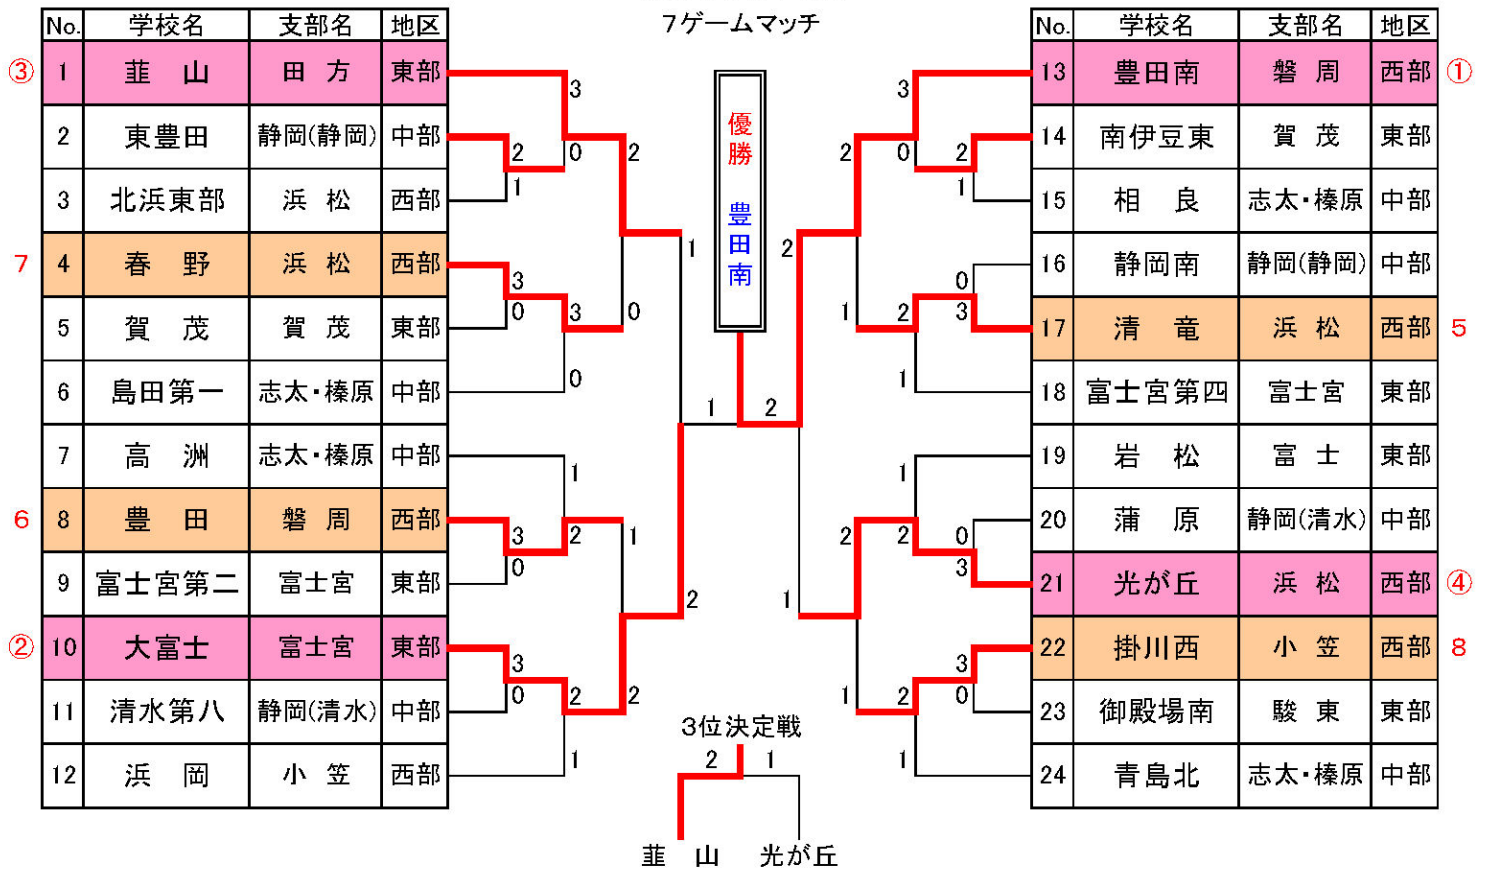 7ゲームマッチ
No. 学校名 支部名 地区
③ 1 韮 山 田 方 東部
2 東豊田 静岡(静岡) 中部
3 北浜東部 浜 松 西部
7 4 春 野 浜 松 西部
5 賀 茂 賀 茂 東部
6 島田第一 志太・榛原 中部
7 高 洲 志太・榛原 中部
6 8 豊 田 磐 周 西部
9 富士宮第二 富士宮 東部
② 10 大富士 富士宮 東部
11 清水第八 静岡(清水) 中部
12 浜 岡 小 笠 西部
3
2
0
2
1
1
3
0
3
0
0
1
1
3
2
1
0
2
3
0
2
2
1
優勝 豊田南
1 2
No. 学校名 支部名 地区
13 豊田南 磐 周 西部 ①
14 南伊豆東 賀 茂 東部
15 相 良 志太・榛原 中部
16 静岡南 静岡(静岡) 中部
17 清 竜 浜 松 西部 5
18 富士宮第四 富士宮 東部
19 岩 松 富 士 東部
20 蒲 原 静岡(清水) 中部
21 光が丘 浜 松 西部 ④
22 掛川西 小 笠 西部 8
23 御殿場南 駿 東 東部
24 青島北 志太・榛原 中部
3
2
0
2
1
2
0
1
2
3
1
1
2
2
0
3
1
3
1
2
0
1
3位決定戦
2 1
韮 山 光が丘